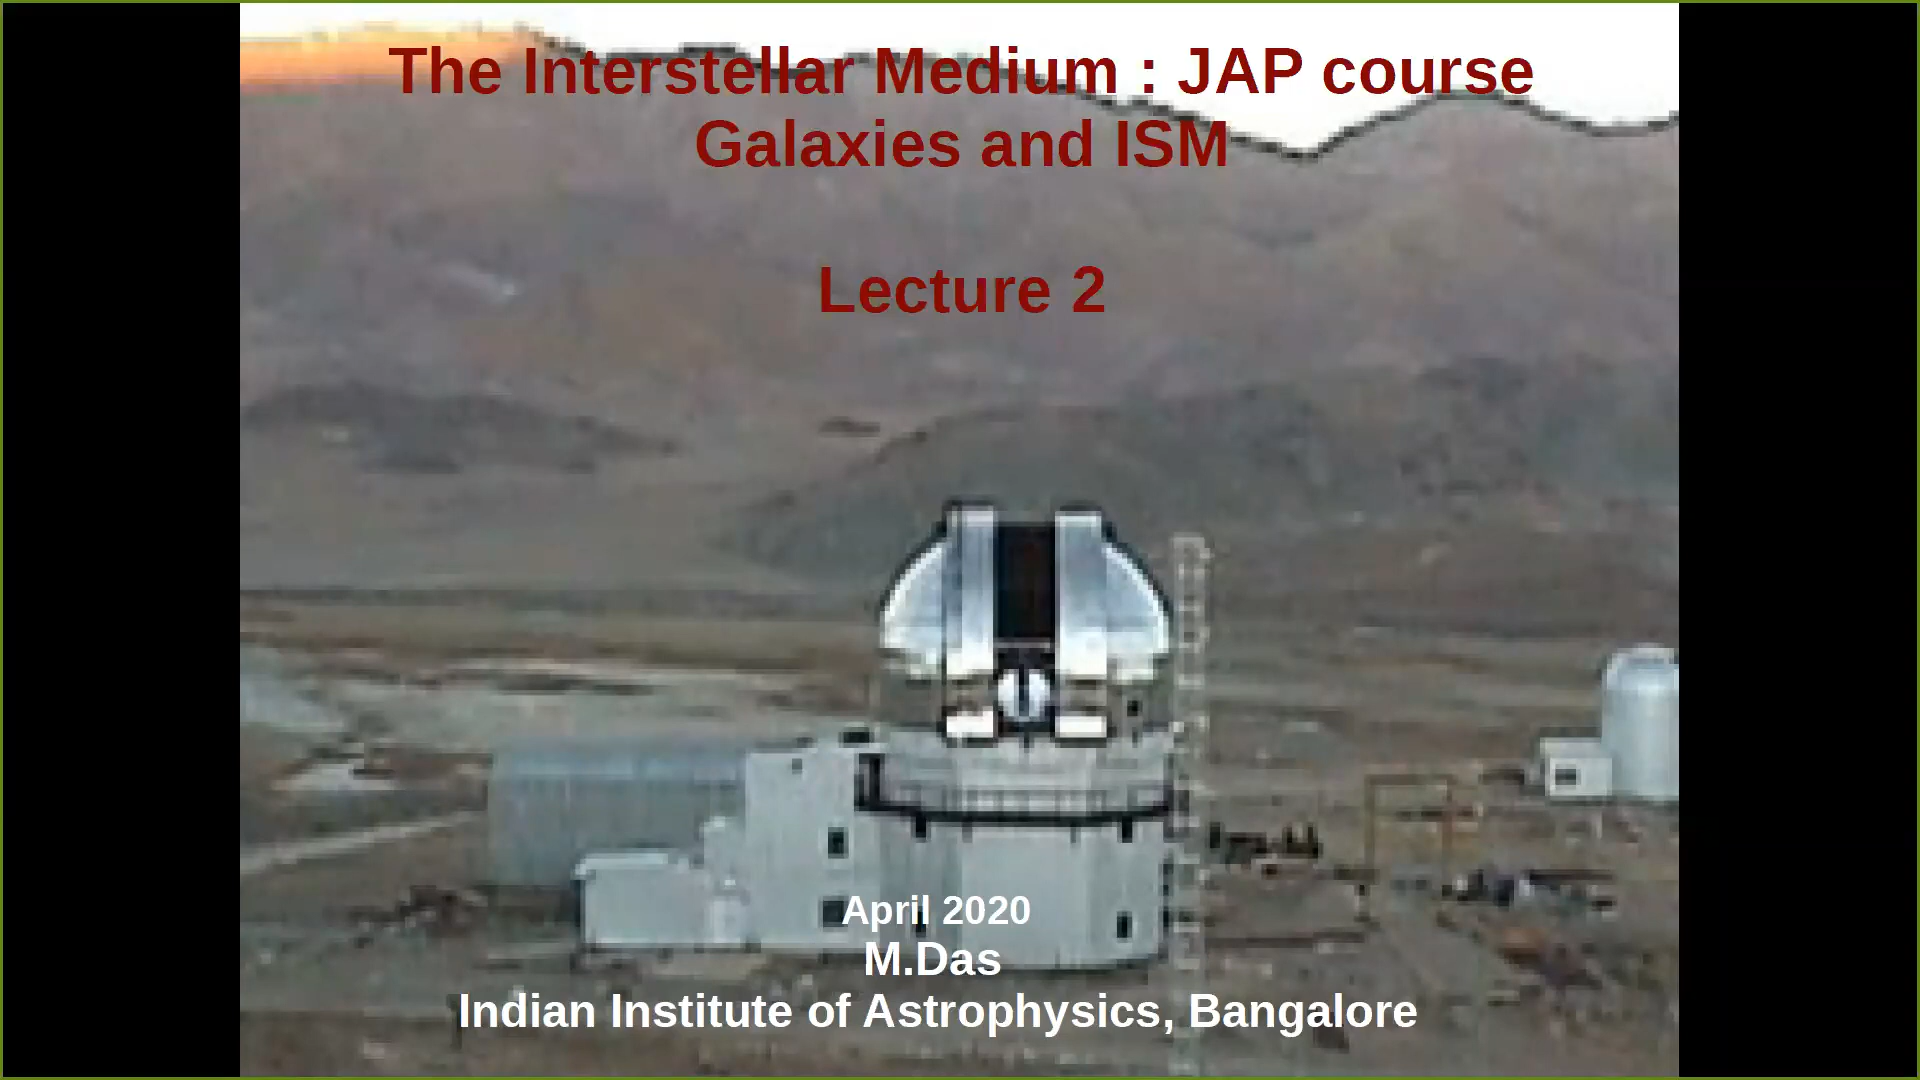 The Interstellar Medium : JAP course
Galaxies and ISM
Lecture 2
April 2020
M.Das
Indian Institute of Astrophysics, Bangalore